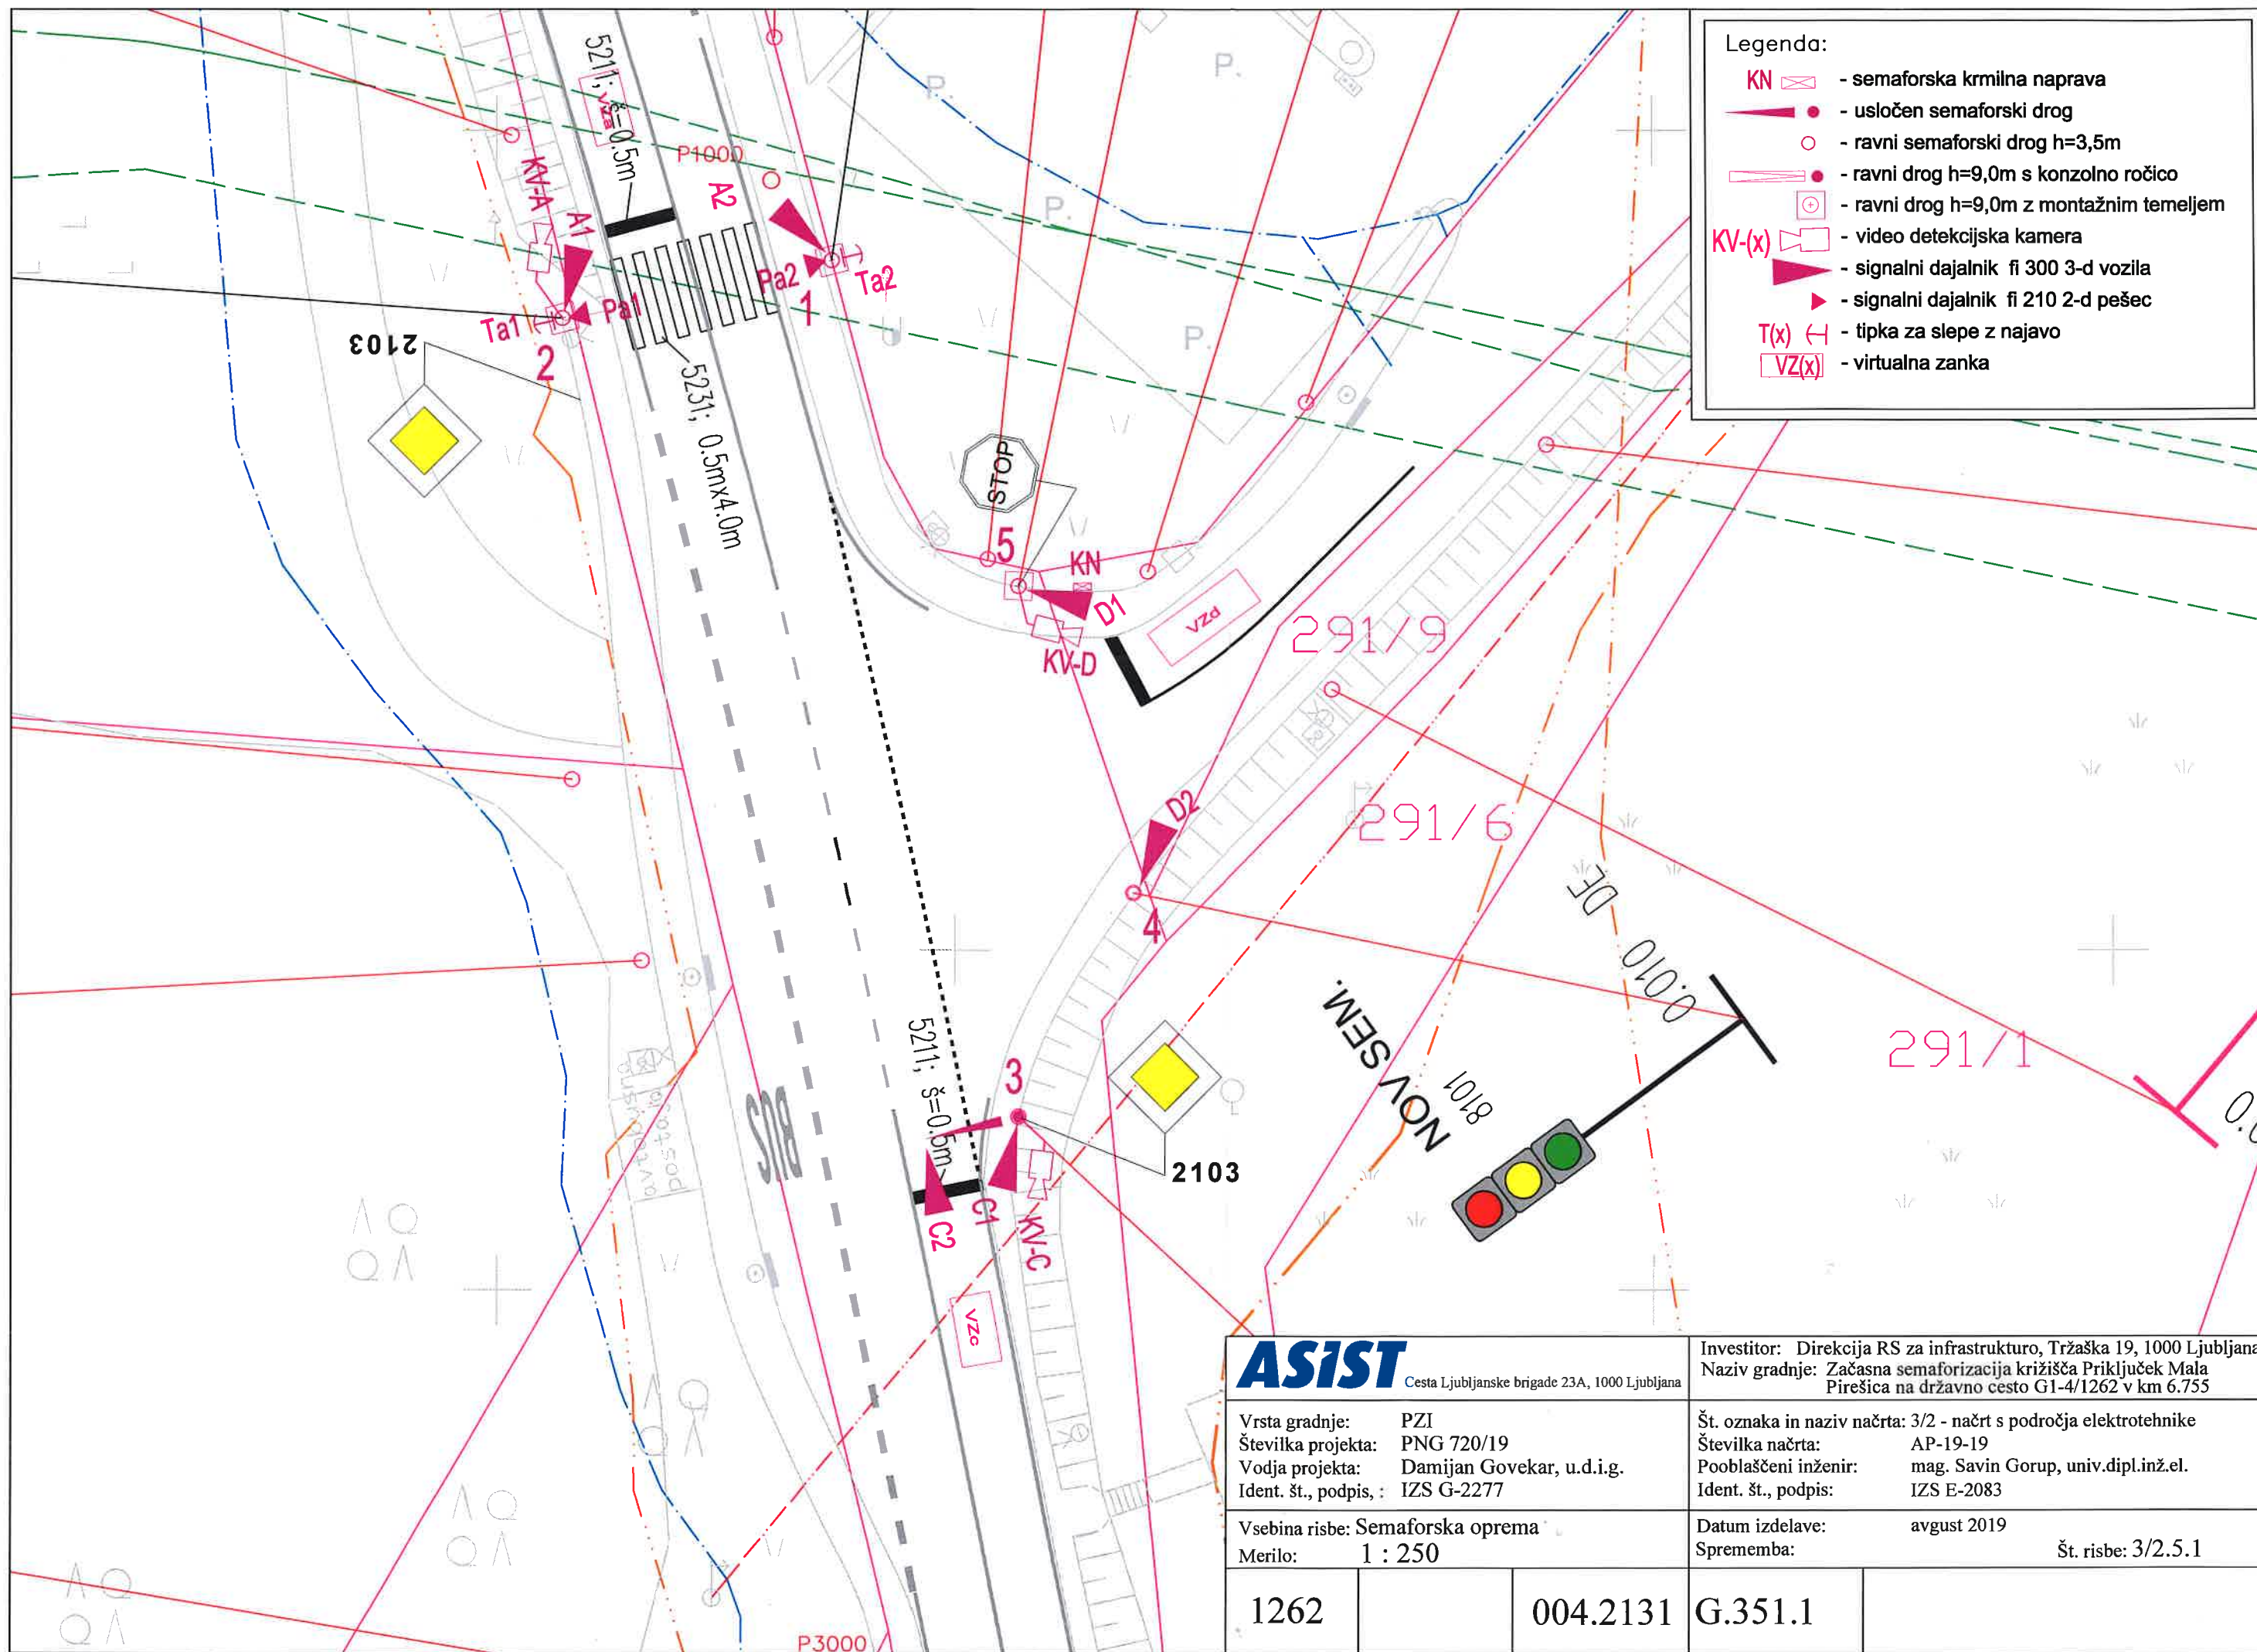 Legenda:
KN - semaforska krmilna naprava
- usločen semaforski drog
- ravni semaforski drog h=3,5m
- ravni drog h=9,0m s konzolno ročico
- ravni drog h=9,0m z montažnim temeljem
KV-(x) - video detekcijska kamera
- signalni dajalnik fi 300 3-d vozila
- signalni dajalnik fi 210 2-d pešec
T(x) - tipka za slepe z najavo
VZ(x) - virtualna zanka
5211; š=0.5m
VZa
P1000
P.
P.
P.
P.
KV-A
A1
A2
Pa1
Pa2
Ta1
Ta2
1
2
2103
5231; 0.5mx4.0m
STOP
5
KN
D1
KV-D
VZd
291/9
291/6
D2
4
DF
0.010
NOV SEM.
8101
291/1
0.0
5211; š=0.5m
3
2103
C1
C2
KV-C
VZc
BUS
P3000
ASIST
Cesta Ljubljanske brigade 23A, 1000 Ljubljana
Investitor: Direkcija RS za infrastrukturo, Tržaška 19, 1000 Ljubljana
Naziv gradnje: Začasna semaforizacija križišča Priključek Mala
Pirešica na državno cesto G1-4/1262 v km 6.755
Vrsta gradnje: PZI
Številka projekta: PNG 720/19
Vodja projekta: Damijan Govekar, u.d.i.g.
Ident. št., podpis, : IZS G-2277
Št. oznaka in naziv načrta: 3/2 - načrt s področja elektrotehnike
Številka načrta: AP-19-19
Pooblaščeni inženir: mag. Savin Gorup, univ.dipl.inž.el.
Ident. št., podpis: IZS E-2083
Vsebina risbe: Semaforska oprema
Merilo: 1 : 250
Datum izdelave: avgust 2019
Sprememba:
Št. risbe: 3/2.5.1
1262
004.2131
G.351.1